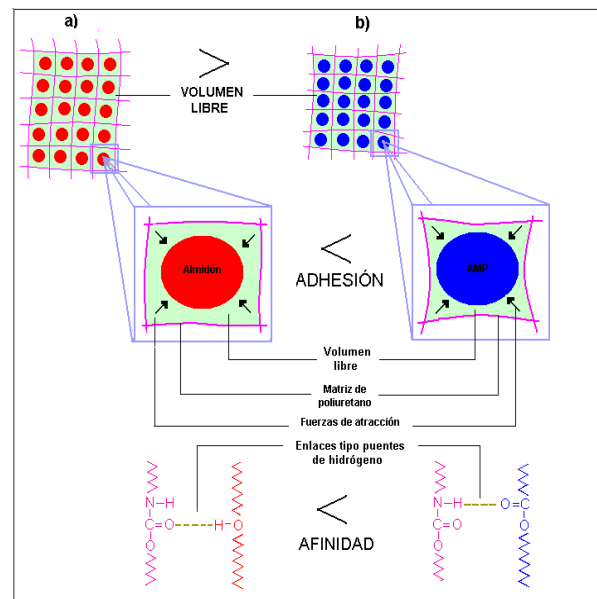 a)
b)
>
VOLUMEN
LIBRE
Almidón
AMP
<
ADHESIÓN
Volumen
libre
Matriz de
poliuretano
Fuerzas de atracción
Enlaces tipo puentes
de hidrógeno
N-H
C=O
O
H-O
<
AFINIDAD
N-H
C=O
O
O=C
O